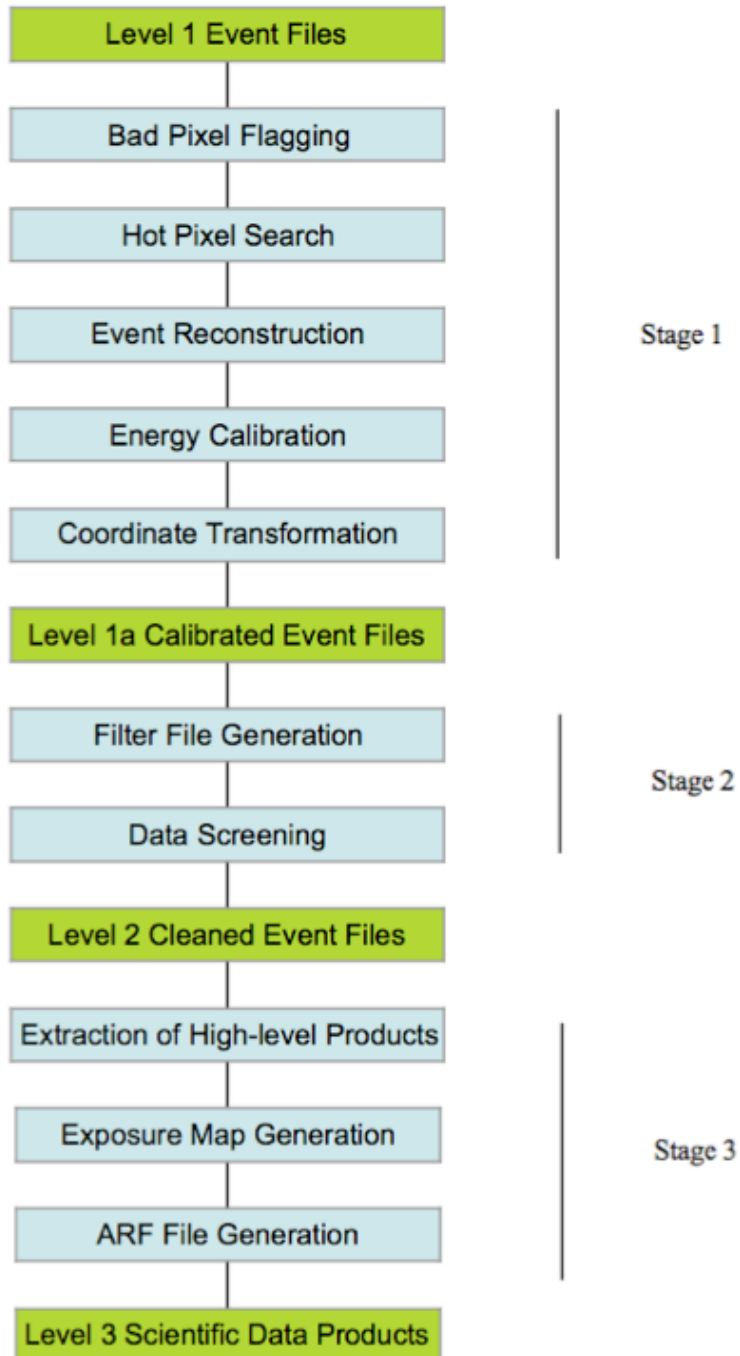 Level 1 Event Files
Bad Pixel Flagging
Hot Pixel Search
Event Reconstruction
Stage 1
Energy Calibration
Coordinate Transformation
Level 1a Calibrated Event Files
Filter File Generation
Stage 2
Data Screening
Level 2 Cleaned Event Files
Extraction of High-level Products
Exposure Map Generation
Stage 3
ARF File Generation
Level 3 Scientific Data Products